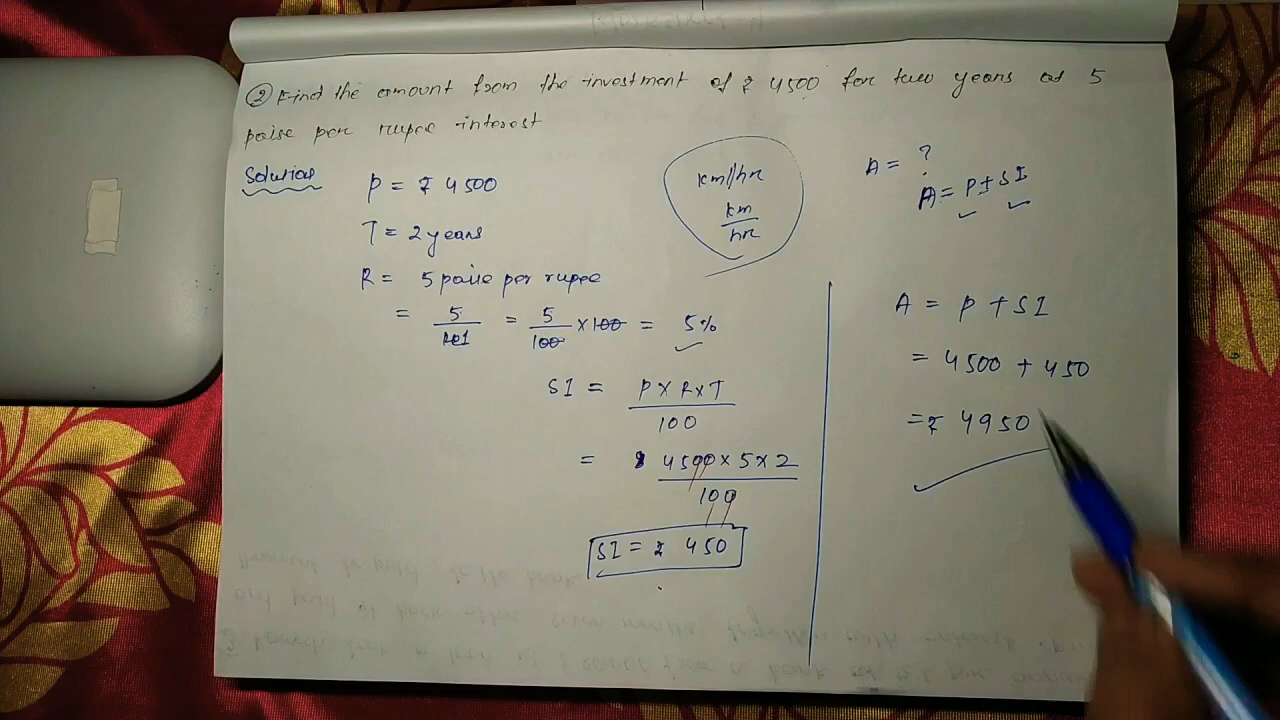 ② Find the amount from the investment of ₹ 4500 for two years at 5
paise per rupee interest
Solution
P = ₹ 4500
T = 2 years
R = 5 paise per rupee
= 5/101 = 5/100 × 100 = 5%
SI = P × R × T / 100
= 4500 × 5 × 2 / 100
SI = ₹ 450
km/hr
km
hr
A = ?
A = P + SI
A = P + SI
= 4500 + 450
= ₹ 4950